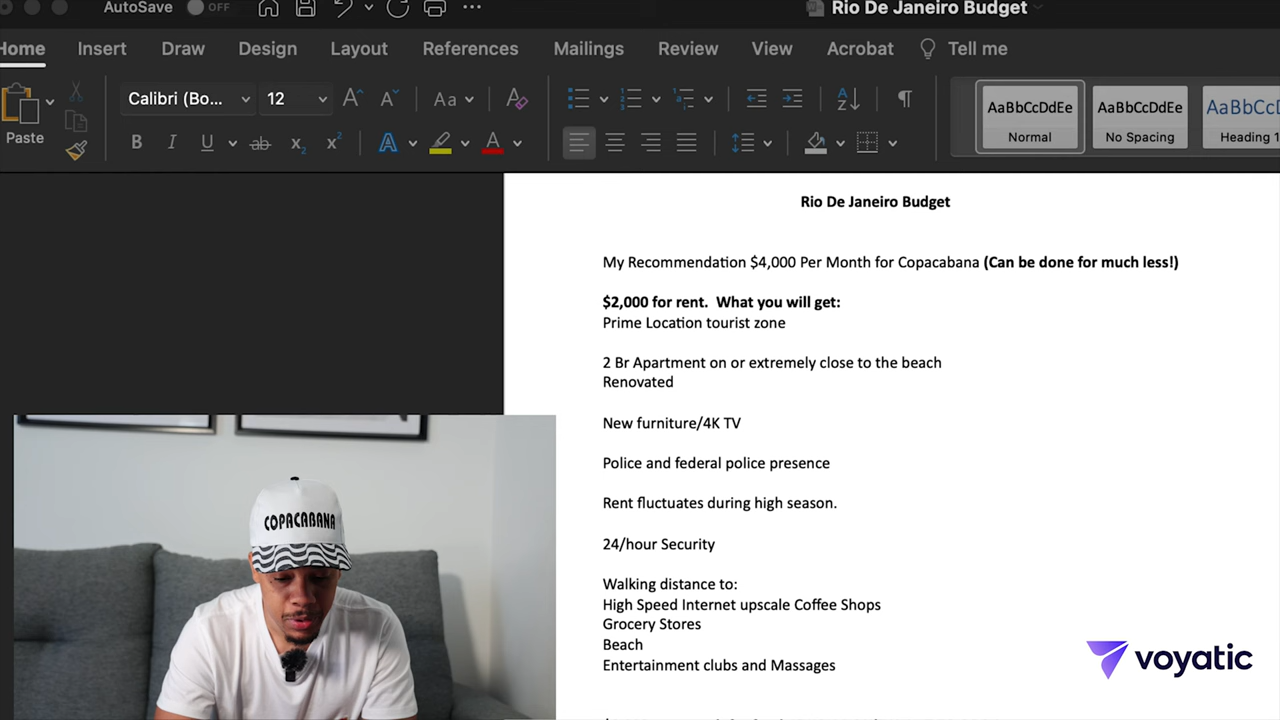 AutoSave OFF
Rio De Janeiro Budget
Home Insert Draw Design Layout References Mailings Review View Acrobat Tell me
Calibri (Bo... 12
Paste
AaBbCcDdEe AaBbCcDdEe AaBbCcD
Normal No Spacing Heading 1
Rio De Janeiro Budget
My Recommendation $4,000 Per Month for Copacabana (Can be done for much less!)
$2,000 for rent. What you will get:
Prime Location tourist zone
2 Br Apartment on or extremely close to the beach
Renovated
New furniture/4K TV
Police and federal police presence
Rent fluctuates during high season.
24/hour Security
Walking distance to:
High Speed Internet upscale Coffee Shops
Grocery Stores
Beach
Entertainment clubs and Massages
COPACABANA
voyatic